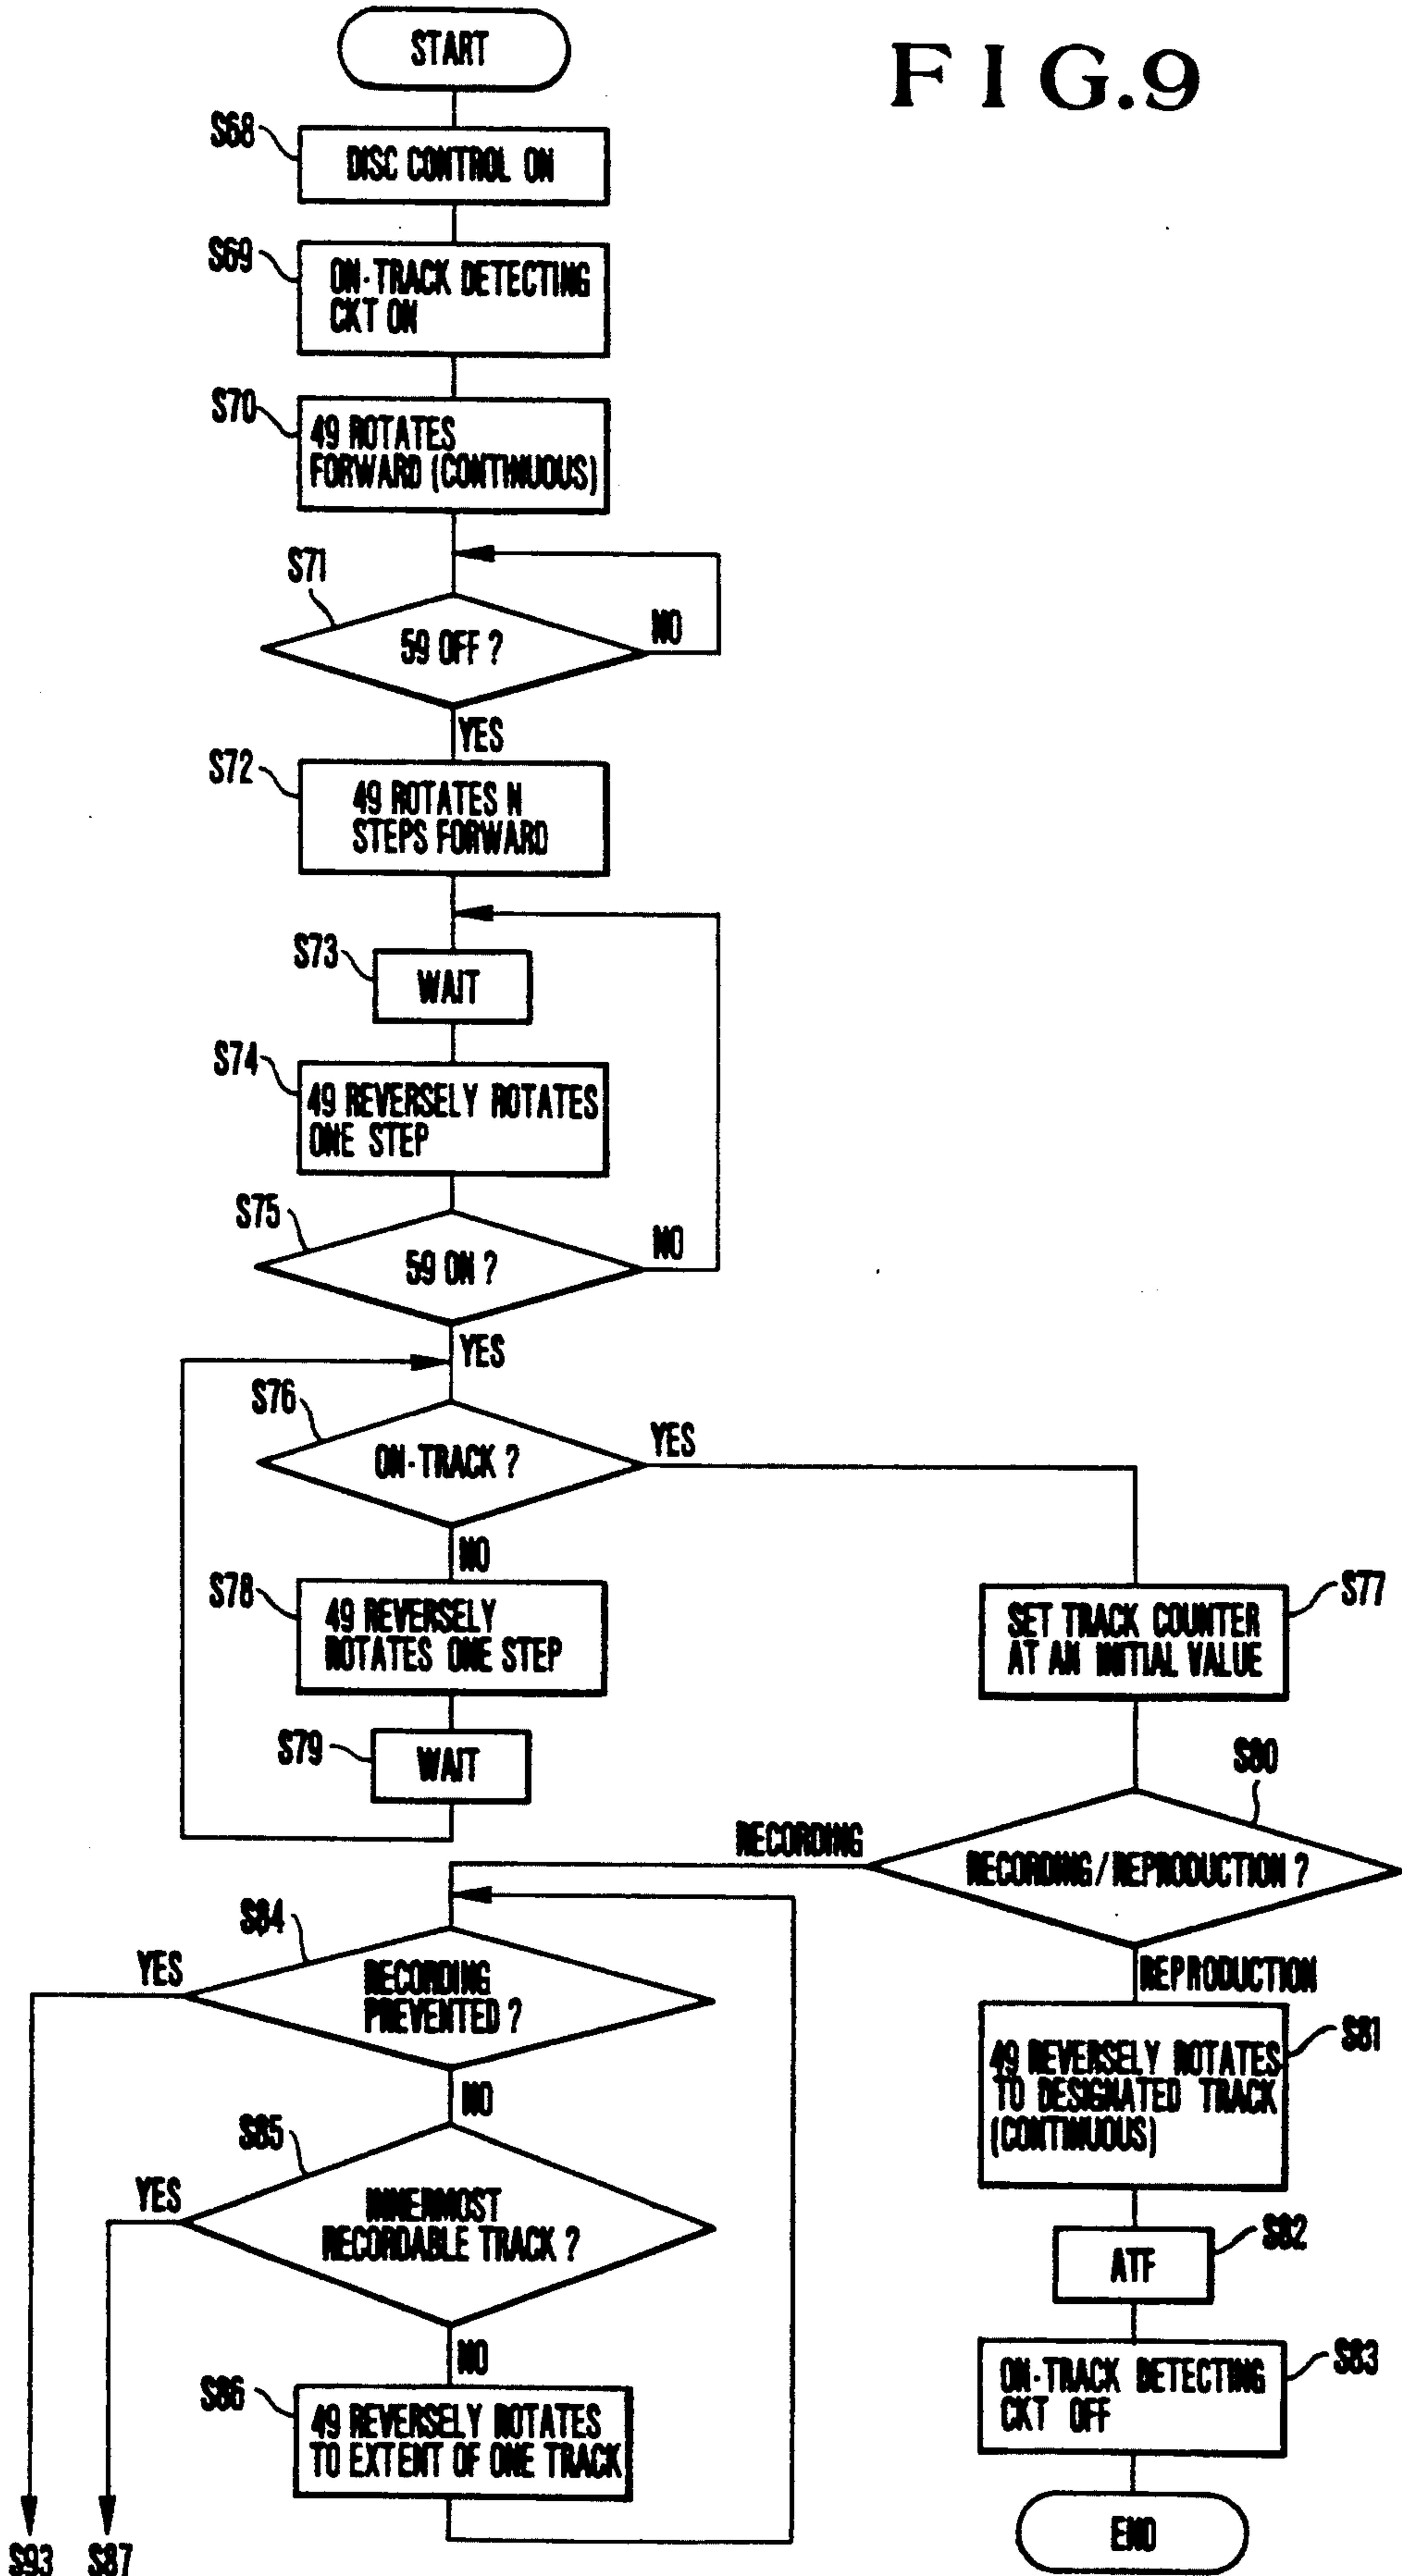 FIG.9
START
S68
DISC CONTROL ON
S69
ON-TRACK DETECTING
CKT ON
S70
49 ROTATES
FORWARD (CONTINUOUS)
S71
59 OFF ?
NO
YES
S72
49 ROTATES N
STEPS FORWARD
S73
WAIT
S74
49 REVERSELY ROTATES
ONE STEP
S75
59 ON ?
NO
YES
S76
ON-TRACK ?
YES
NO
S78
49 REVERSELY
ROTATES ONE STEP
S79
WAIT
S77
SET TRACK COUNTER
AT AN INITIAL VALUE
S80
RECORDING/REPRODUCTION ?
RECORDING
REPRODUCTION
S84
RECORDING
PREVENTED ?
YES
NO
S85
INNERMOST
RECORDABLE TRACK ?
YES
NO
S86
49 REVERSELY ROTATES
TO EXTENT OF ONE TRACK
S93
S87
S81
49 REVERSELY ROTATES
TO DESIGNATED TRACK
(CONTINUOUS)
S82
ATF
S83
ON-TRACK DETECTING
CKT OFF
END